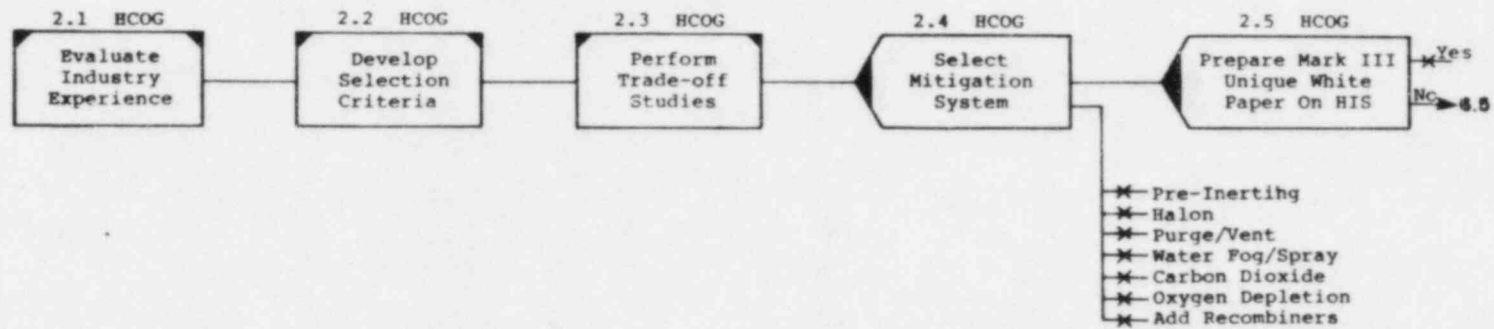 2.1 HCOG
Evaluate
Industry
Experience
2.2 HCOG
Develop
Selection
Criteria
2.3 HCOG
Perform
Trade-off
Studies
2.4 HCOG
Select
Mitigation
System
2.5 HCOG
Prepare Mark III
Unique White
Paper On HIS
Yes
No
Pre-Inerting
Halon
Purge/Vent
Water Fog/Spray
Carbon Dioxide
Oxygen Depletion
Add Recombiners